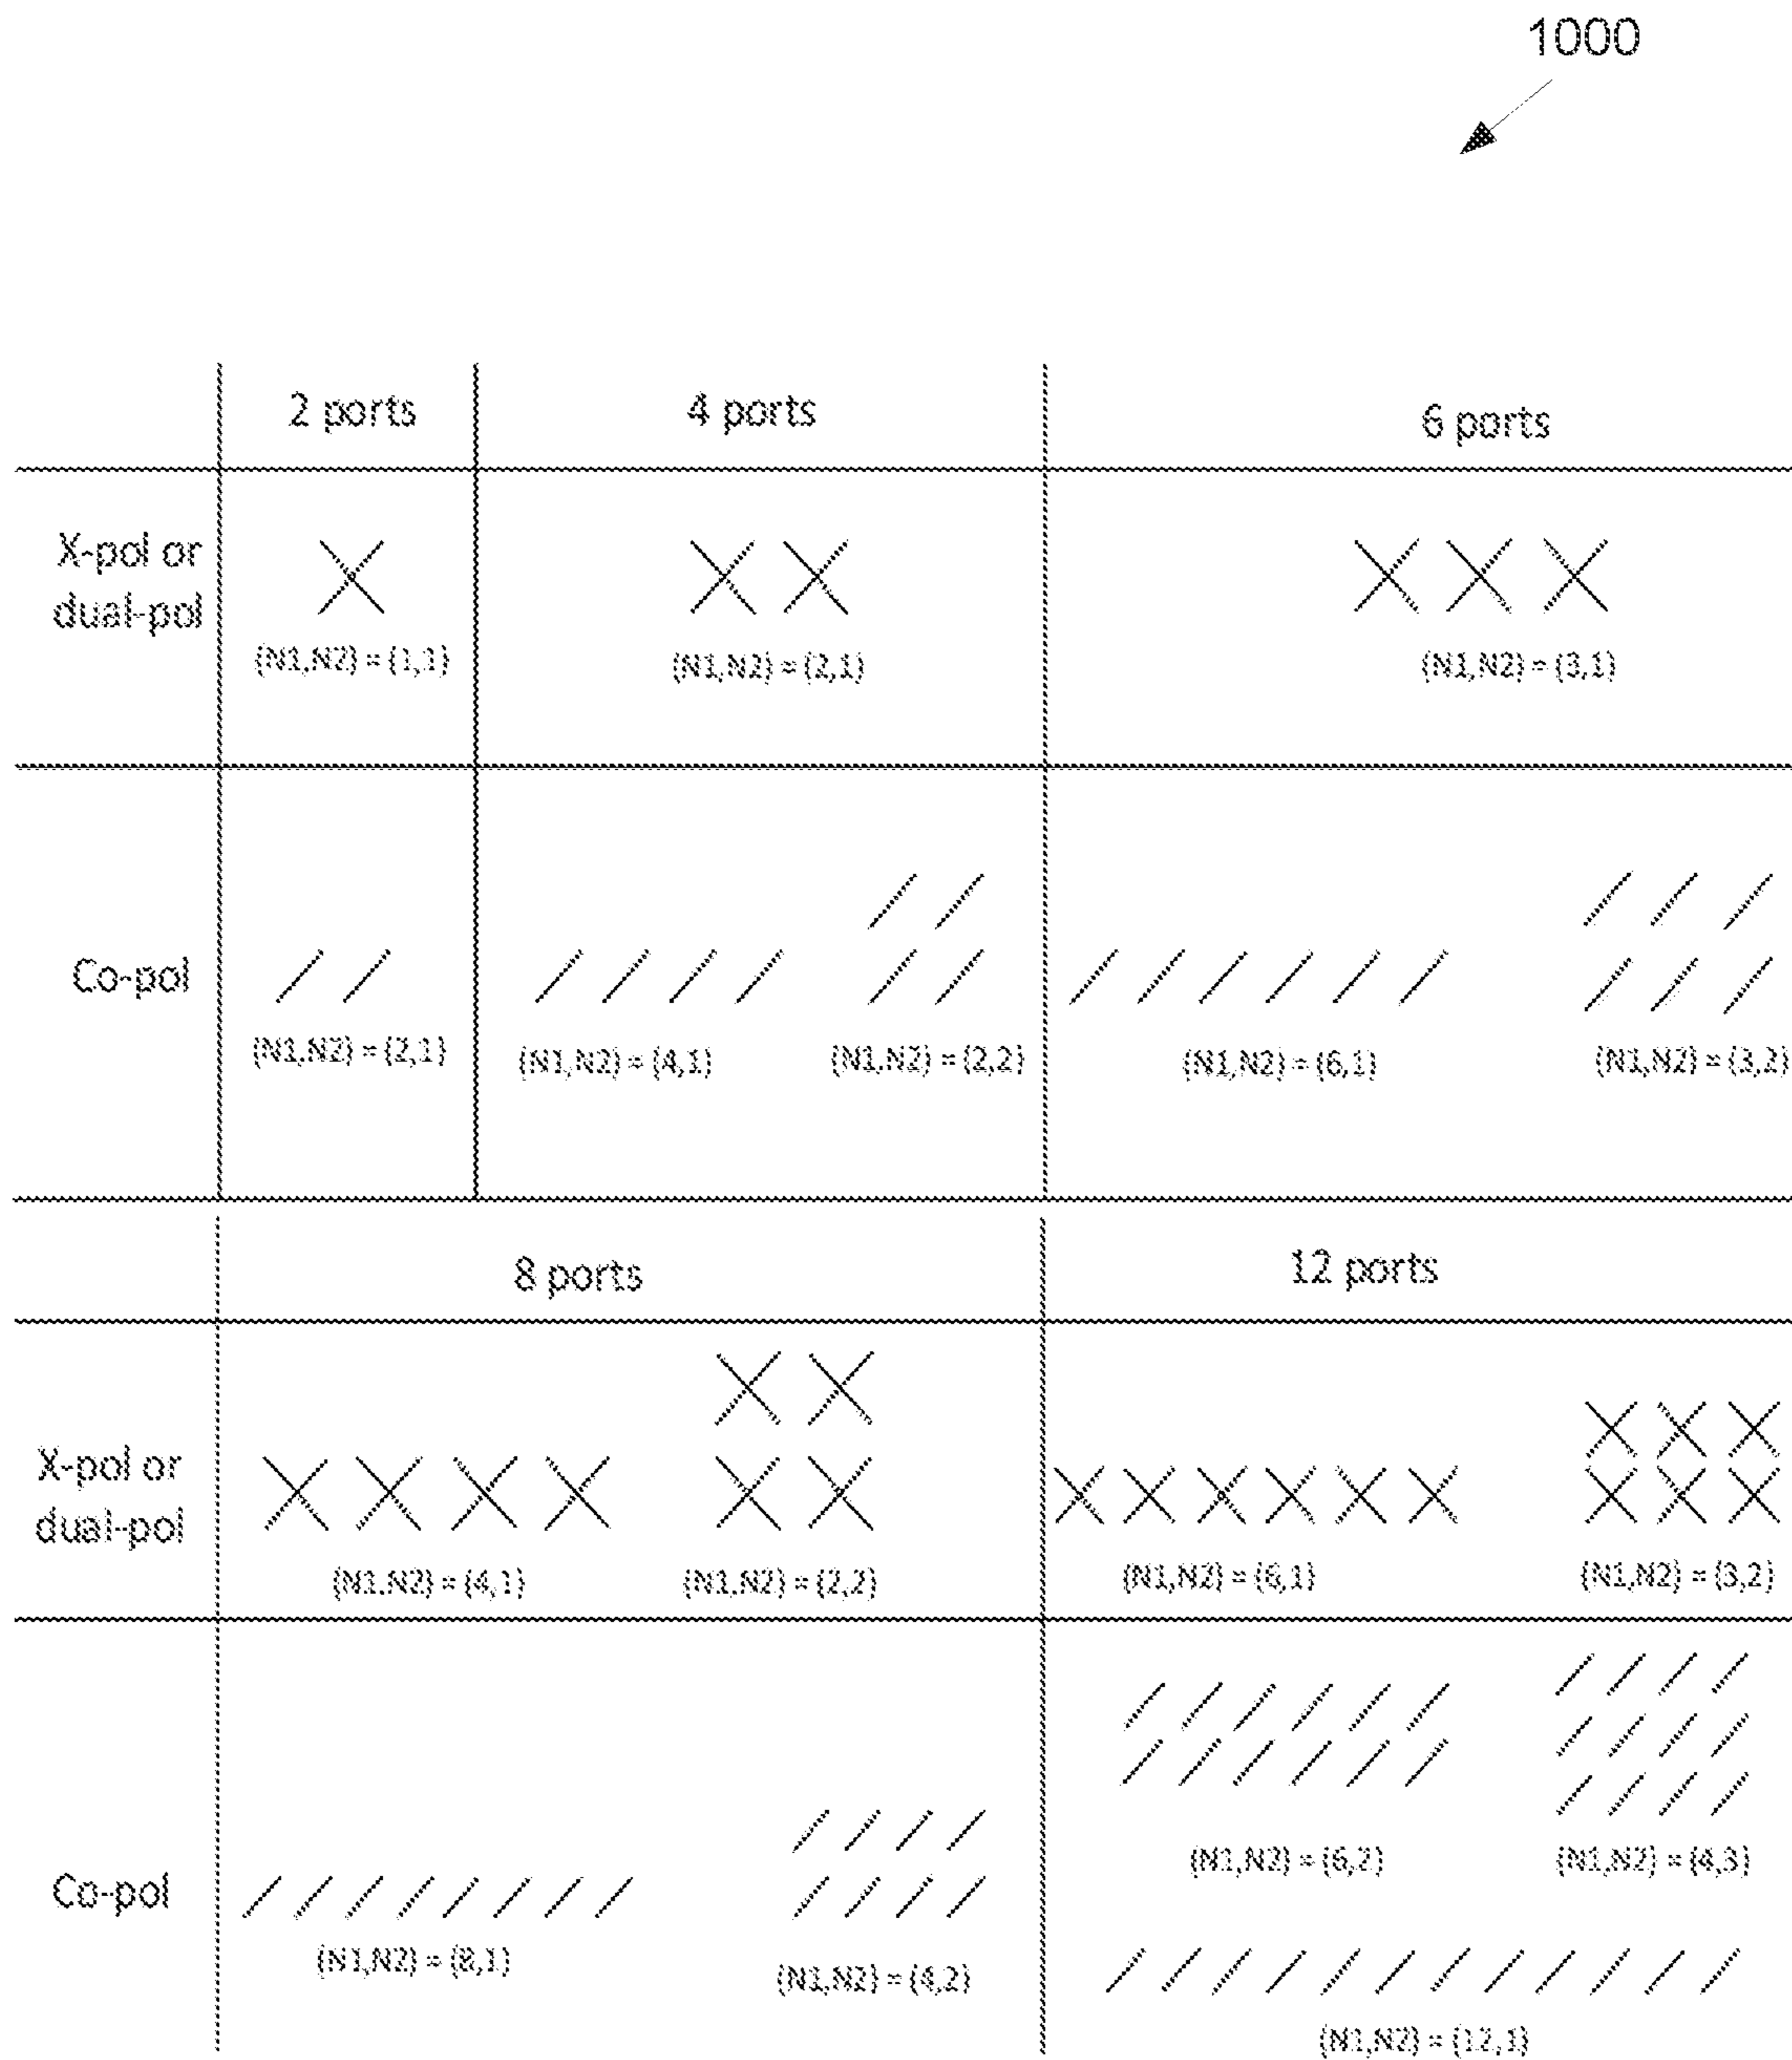 1000
2 ports 4 ports 6 ports
X-pol or
dual-pol
(N1,N2) = (1,1) (N1,N2) = (2,1) (N1,N2) = (3,1)
Co-pol
(N1,N2) = (2,1) (N1,N2) = (4,1) (N1,N2) = (2,2) (N1,N2) = (6,1) (N1,N2) = (3,2)
8 ports 12 ports
X-pol or
dual-pol
(N1,N2) = (4,1) (N1,N2) = (2,2) (N1,N2) = (6,1) (N1,N2) = (3,2)
Co-pol
(N1,N2) = (6,2) (N1,N2) = (4,3)
(N1,N2) = (8,1) (N1,N2) = (4,2)
(N1,N2) = (12,1)